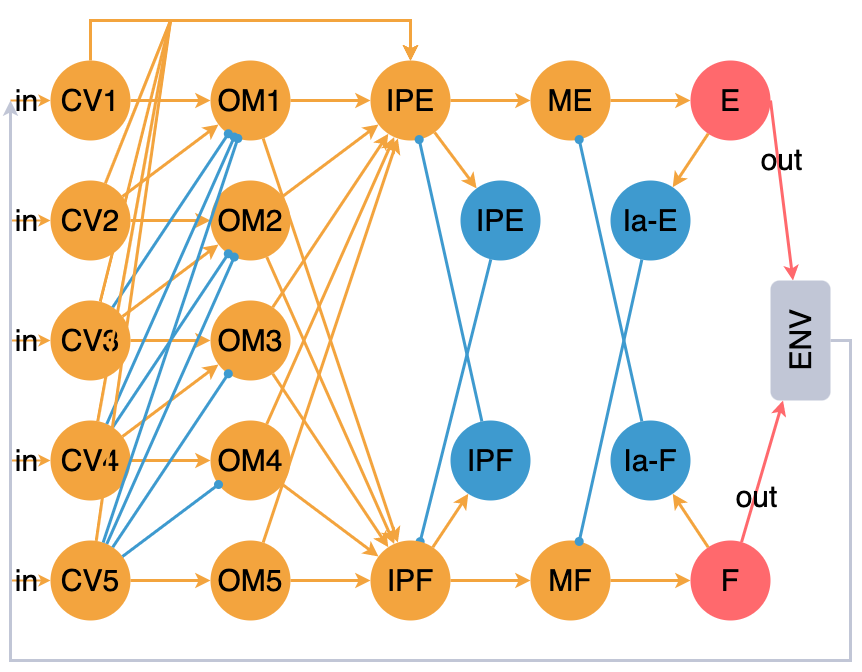 in CV1 OM1 IPE ME E
out
in CV2 OM2 IPE Ia-E
in CV3 OM3 ENV
in CV4 OM4 IPF Ia-F
out
in CV5 OM5 IPF MF F